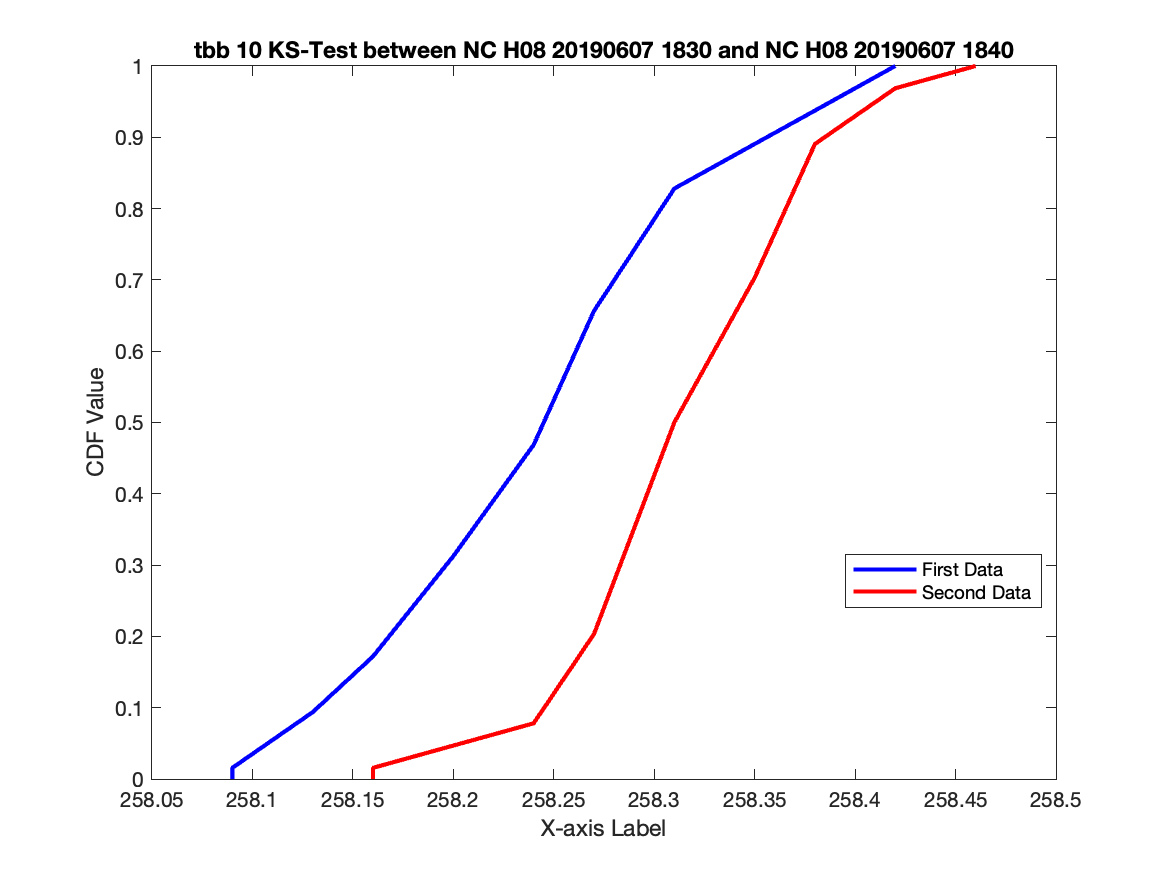 tbb 10 KS-Test between NC H08 20190607 1830 and NC H08 20190607 1840
1
0.9
0.8
0.7
0.6
0.5
0.4
0.3
0.2
0.1
0
CDF Value
First Data
Second Data
258.05 258.1 258.15 258.2 258.25 258.3 258.35 258.4 258.45 258.5
X-axis Label